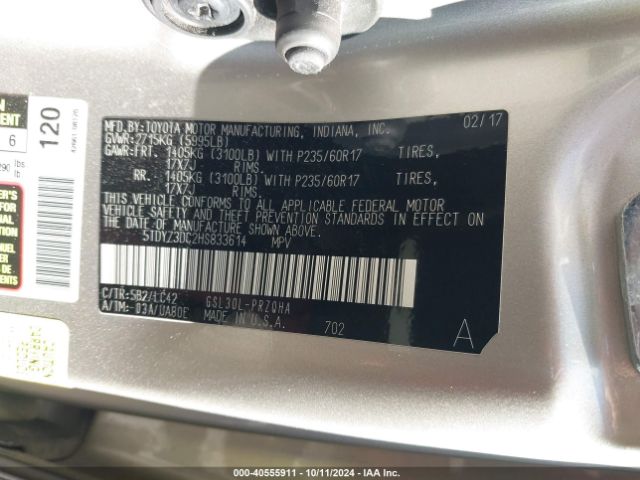 MFD.BY:TOYOTA MOTOR MANUFACTURING, INDIANA, INC. 02/17
GVWR:2715KG (5995LB)
GAWR:FRT. 1405KG (3100LB) WITH P235/60R17 TIRES,
17X7J RIMS.
RR. 1405KG (3100LB) WITH P235/60R17 TIRES,
17X7J RIMS.
THIS VEHICLE CONFORMS TO ALL APPLICABLE FEDERAL MOTOR
VEHICLE SAFETY AND THEFT PREVENTION STANDARDS IN EFFECT ON
THE DATE OF MANUFACTURE SHOWN ABOVE.
5TDYZ3DC2HS833614 MPV
C/TR:5B2/LC42 GSL30L-PRZQHA
A/TM:-03A/UA80E MADE IN U.S.A. 702 A
120
6
290 lbs
000-40555911 - 10/11/2024 - IAA Inc.